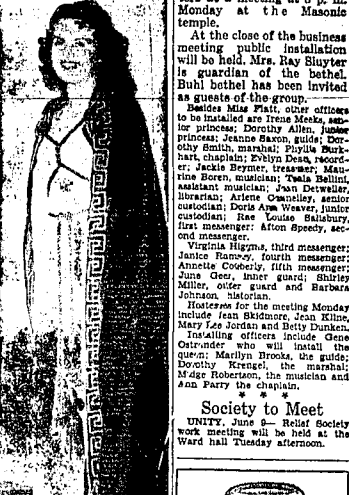 Monday at the Masonic
temple.
At the close of the business
meeting public installation
will be held. Mrs. Ray Sluyter
is guardian of the bethel.
Buhl bethel has been invited
as guests of the group.
Besides Miss Platt, other officers
to be installed are Irene Meeks, sen-
ior princess; Dorothy Allen, junior
princess; Jeanne Saxon, guide; Dor-
othy Smith, marshal; Phyllis Burk-
hart, chaplain; Evelyn Dean, record-
er; Jackie Beymer, treasurer; Mau-
rine Boren, musician; Bellini,
assistant musician; Joan Detweiler,
librarian; Arlene senior
custodian; Doris Ann Weaver, junior
custodian; Rae Louise Salisbury,
first messenger; Afton Speedy, sec-
ond messenger.
Virginia third messenger;
Janice Ramsey, fourth messenger;
Annette fifth messenger;
June inner guard; Shirley
Miller, outer guard and Barbara
Johnson, historian.
Hostesses for the meeting Monday
include Jean Skidmore, Jean Kline,
Mary Lee Jordan and Betty Dunken.
Installing officers include Gene
Ostrander who will install the
queen; Marilyn Brooks, the guide;
Dorothy Krengel, the marshal;
Madge Robertson, the musician and
Ann Parry the chaplain.
* * *
Society to Meet
UNITY, June 9— Relief Society
work meeting will be held at the
Ward hall Tuesday afternoon.